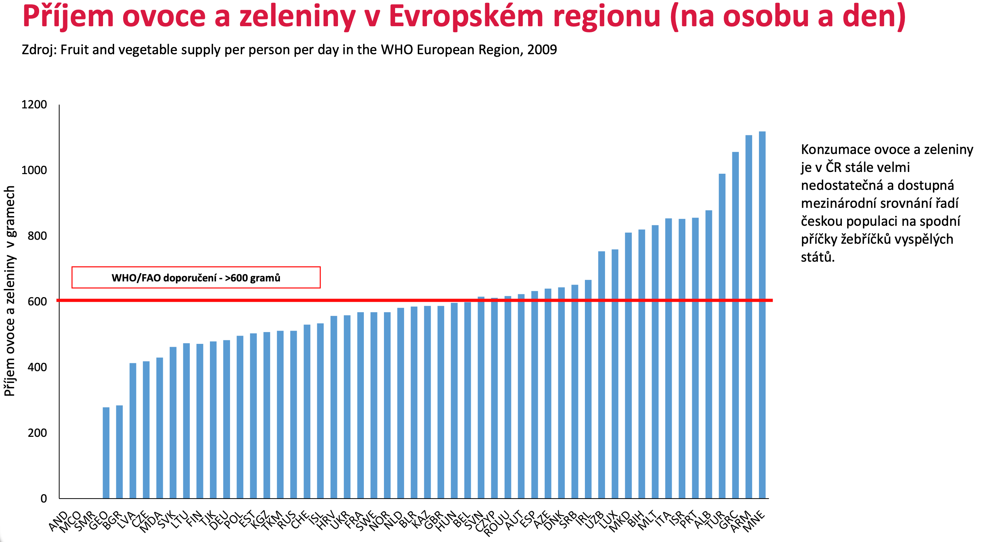 Příjem ovoce a zeleniny v Evropském regionu (na osobu a den)
Zdroj: Fruit and vegetable supply per person per day in the WHO European Region, 2009
Příjem ovoce a zeleniny v gramech
1200
1000
800
600
400
200
0
WHO/FAO doporučení - >600 gramů
AND
MCO
SMR
GEO
BGR
LVA
CZE
MDA
SVK
LTU
FIN
TJK
DEU
POL
EST
KGZ
TKM
RUS
CHE
ISL
HRV
UKR
FRA
SWE
NOR
NLD
BLR
KAZ
GBR
HUN
BEL
SVN
CZYP
ROUU
AUT
ESP
AZE
DNK
SRB
IRL
UZB
LUX
MKD
BIH
MLT
ITA
ISR
PRT
ALB
TUR
GRC
ARM
MNE
Konzumace ovoce a zeleniny
je v ČR stále velmi
nedostatečná a dostupná
mezinárodní srovnání řadí
českou populaci na spodní
příčky žebříčků vyspělých
států.